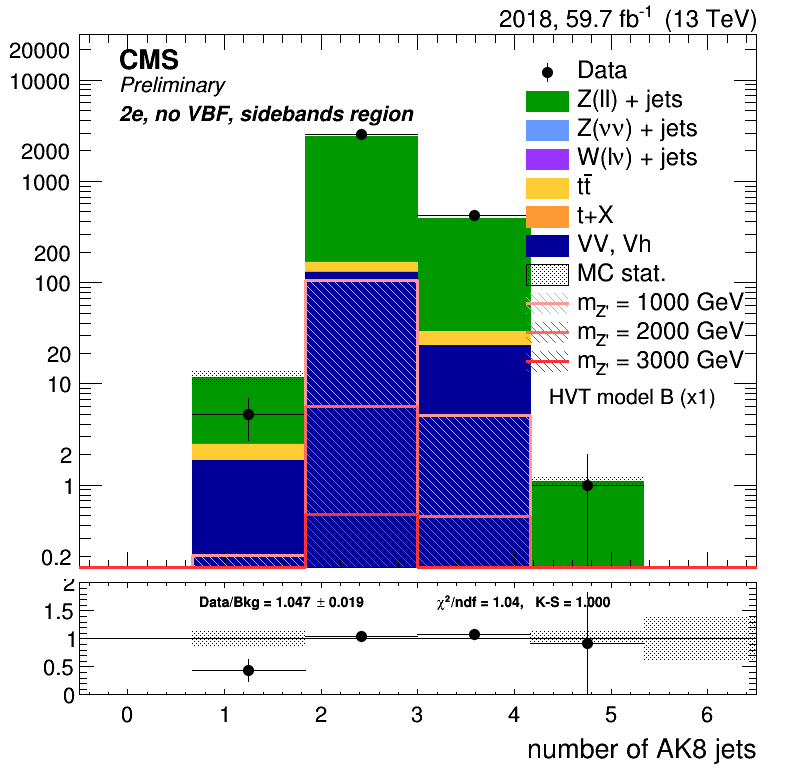 2018, 59.7 fb⁻¹ (13 TeV)
CMS
Preliminary
2e, no VBF, sidebands region
Data
Z(ll) + jets
Z(νν) + jets
W(lν) + jets
tt̄
t+X
VV, Vh
MC stat.
m_Z' = 1000 GeV
m_Z' = 2000 GeV
m_Z' = 3000 GeV
HVT model B (x1)
20000
10000
2000
1000
200
100
20
10
2
1
0.2
Data/Bkg = 1.047 ± 0.019
χ²/ndf = 1.04, K-S = 1.000
2
1.5
1
0.5
0
0 1 2 3 4 5 6
number of AK8 jets